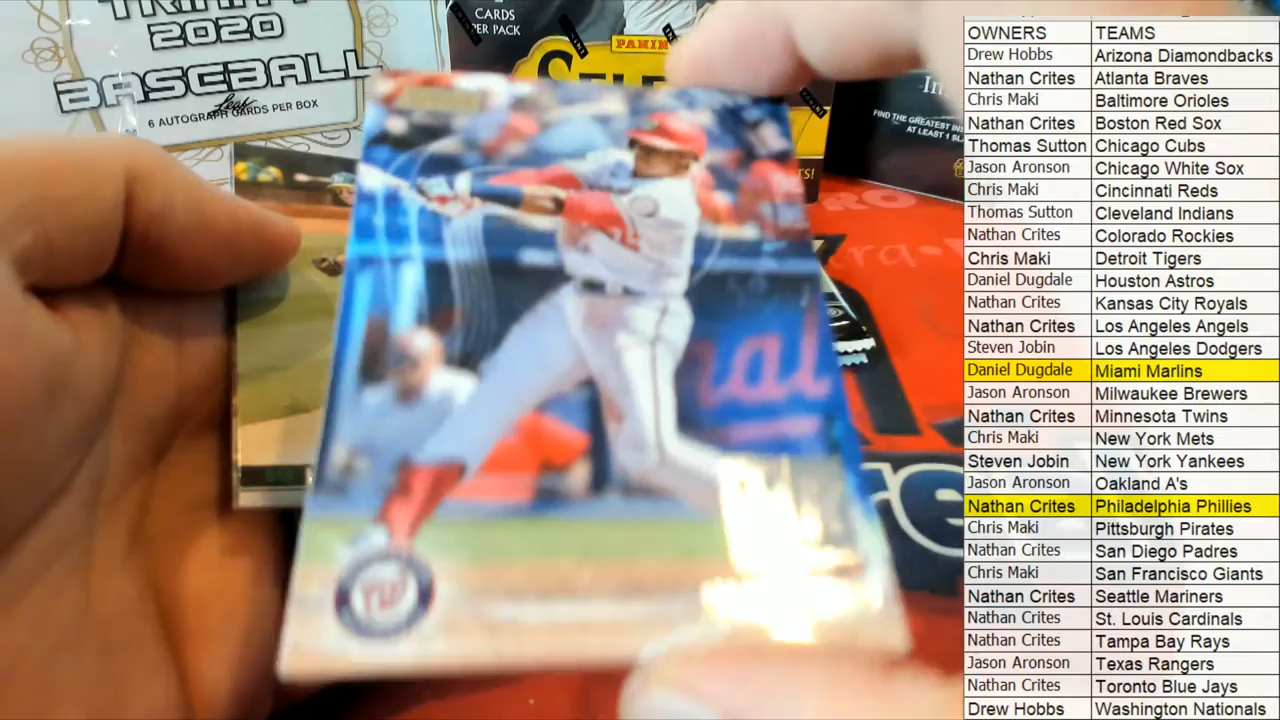 TRINITY
2020
BASEBALL
Leaf
6 AUTOGRAPH CARDS PER BOX
CARDS
PER PACK
PANINI
FIND THE GREATEST
AT LEAST 1
OWNERS TEAMS
Drew Hobbs Arizona Diamondbacks
Nathan Crites Atlanta Braves
Chris Maki Baltimore Orioles
Nathan Crites Boston Red Sox
Thomas Sutton Chicago Cubs
Jason Aronson Chicago White Sox
Chris Maki Cincinnati Reds
Thomas Sutton Cleveland Indians
Nathan Crites Colorado Rockies
Chris Maki Detroit Tigers
Daniel Dugdale Houston Astros
Nathan Crites Kansas City Royals
Nathan Crites Los Angeles Angels
Steven Jobin Los Angeles Dodgers
Daniel Dugdale Miami Marlins
Jason Aronson Milwaukee Brewers
Nathan Crites Minnesota Twins
Chris Maki New York Mets
Steven Jobin New York Yankees
Jason Aronson Oakland A's
Nathan Crites Philadelphia Phillies
Chris Maki Pittsburgh Pirates
Nathan Crites San Diego Padres
Chris Maki San Francisco Giants
Nathan Crites Seattle Mariners
Nathan Crites St. Louis Cardinals
Nathan Crites Tampa Bay Rays
Jason Aronson Texas Rangers
Nathan Crites Toronto Blue Jays
Drew Hobbs Washington Nationals